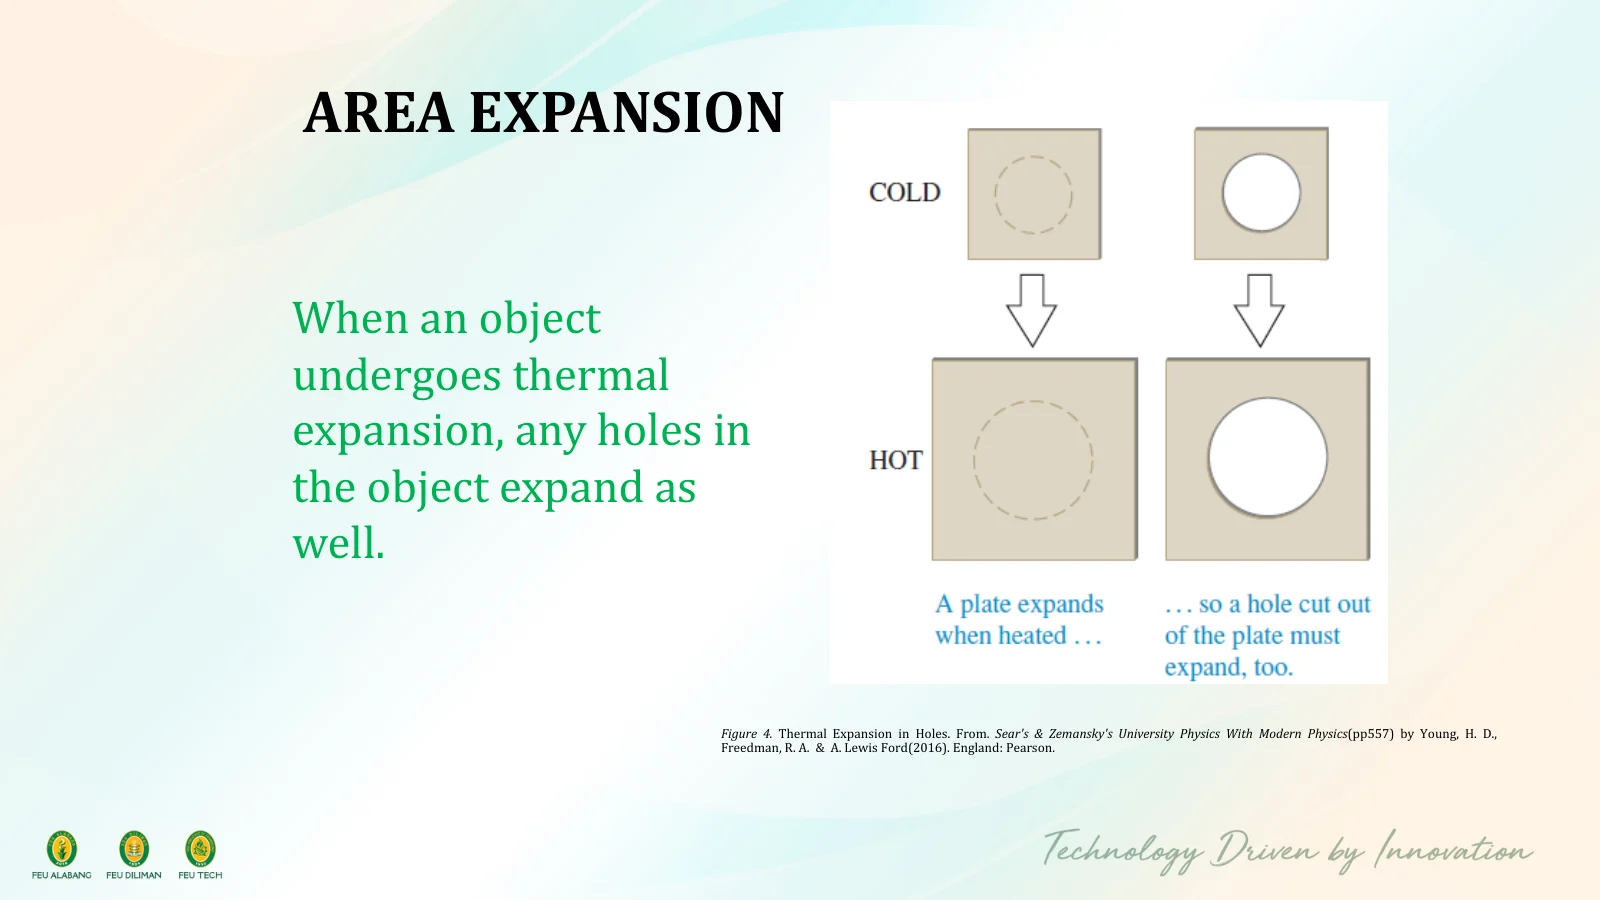 AREA EXPANSION
When an object
undergoes thermal
expansion, any holes in
the object expand as
well.
COLD
HOT
A plate expands
when heated . . .
. . . so a hole cut out
of the plate must
expand, too.
Figure 4. Thermal Expansion in Holes. From. Sear's & Zemansky's University Physics With Modern Physics(pp557) by Young, H. D.,
Freedman, R. A. & A. Lewis Ford(2016). England: Pearson.
FEU ALABANG
FEU DILIMAN
FEU TECH
Technology Driven by Innovation